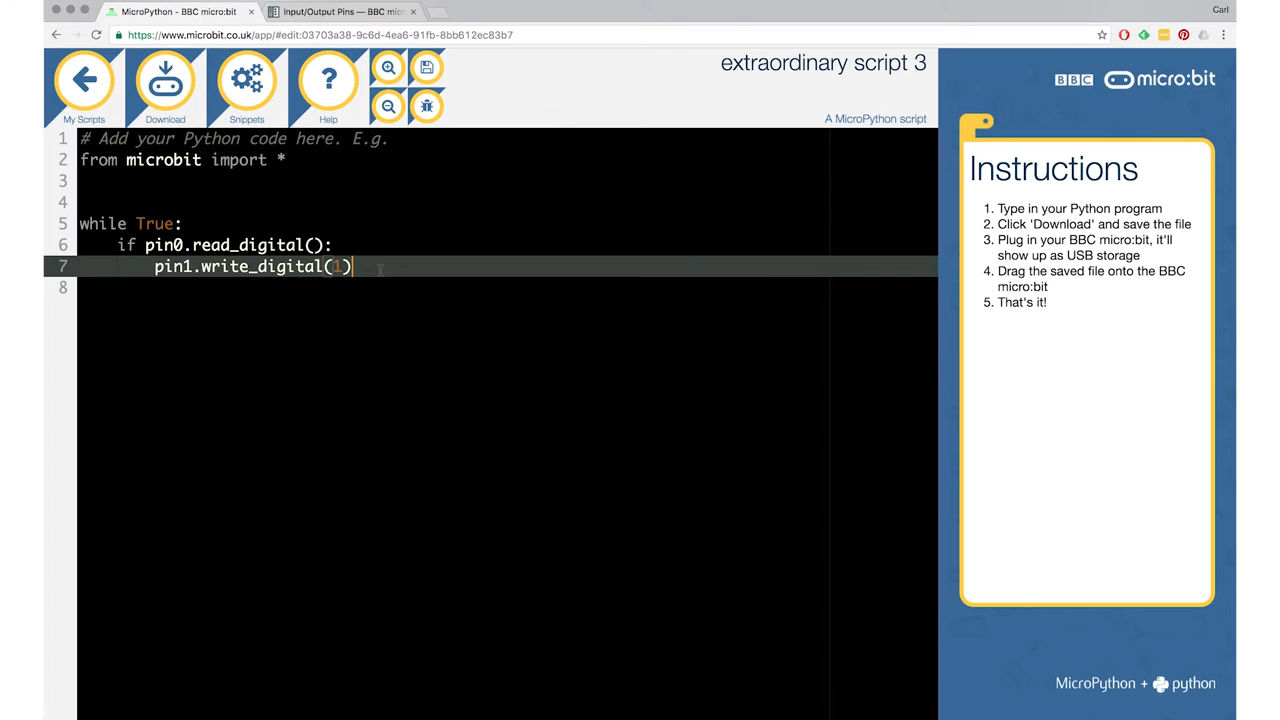 MicroPython - BBC micro:bit
Input/Output Pins — BBC micr
Carl
https://www.microbit.co.uk/app/#edit:03703a38-9c6d-4ea6-91fb-8bb612ec83b7
My Scripts
Download
Snippets
?
Help
extraordinary script 3
A MicroPython script
BBC micro:bit
1 # Add your Python code here. E.g.
2 from microbit import *
3
4
5 while True:
6 if pin0.read_digital():
7 pin1.write_digital(1)
8
Instructions
1. Type in your Python program
2. Click 'Download' and save the file
3. Plug in your BBC micro:bit, it'll
show up as USB storage
4. Drag the saved file onto the BBC
micro:bit
5. That's it!
MicroPython + python